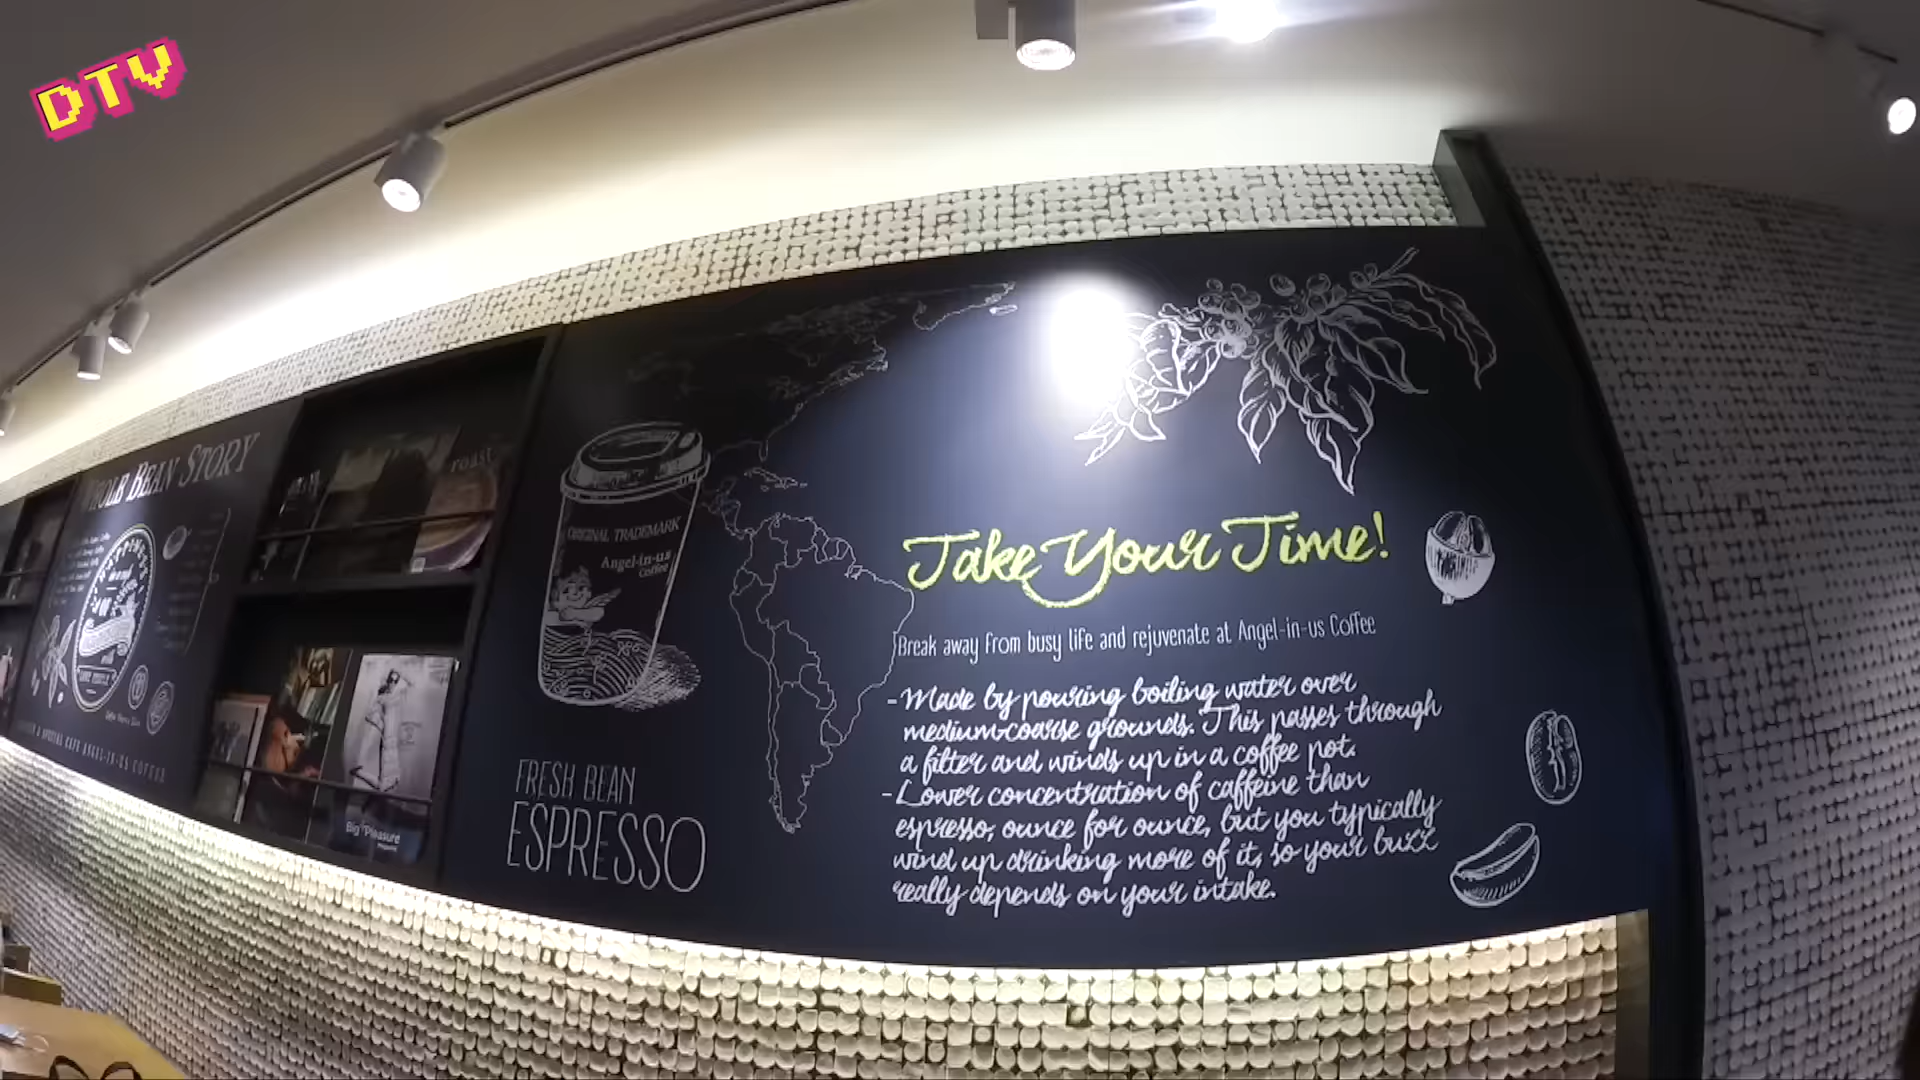 DTV
WHOLE BEAN STORY
roast
Big Pleasure
ORIGINAL TRADEMARK
Angel-in-us
Coffee
FRESH BEAN
ESPRESSO
Take Your Time!
Break away from busy life and rejuvenate at Angel-in-us Coffee
-Made by pouring boiling water over
medium-coarse grounds. This passes through
a filter and winds up in a coffee pot.
-Lower concentration of caffeine than
espresso, ounce for ounce, but you typically
wind up drinking more of it, so your buzz
really depends on your intake.